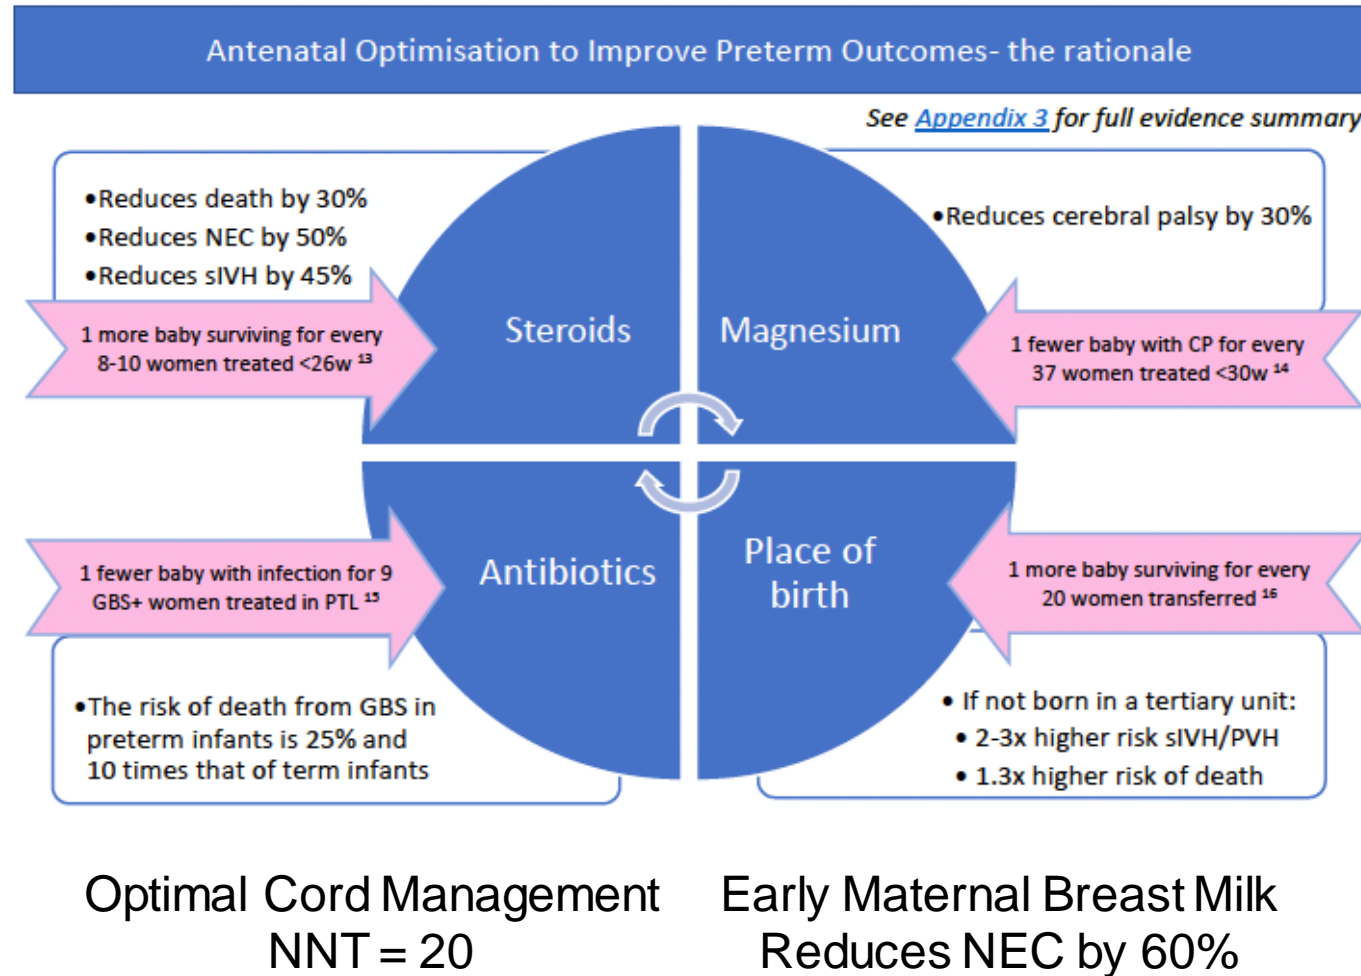 Antenatal Optimisation to Improve Preterm Outcomes- the rationale
See Appendix 3 for full evidence summary
•Reduces death by 30%
•Reduces NEC by 50%
•Reduces sIVH by 45%
1 more baby surviving for every
8-10 women treated <26w 13
Steroids
Magnesium
•Reduces cerebral palsy by 30%
1 fewer baby with CP for every
37 women treated <30w 14
1 fewer baby with infection for 9
GBS+ women treated in PTL 15
•The risk of death from GBS in
preterm infants is 25% and
10 times that of term infants
Antibiotics
Place of
birth
1 more baby surviving for every
20 women transferred 16
• If not born in a tertiary unit:
• 2-3x higher risk sIVH/PVH
• 1.3x higher risk of death
Optimal Cord Management
NNT = 20
Early Maternal Breast Milk
Reduces NEC by 60%